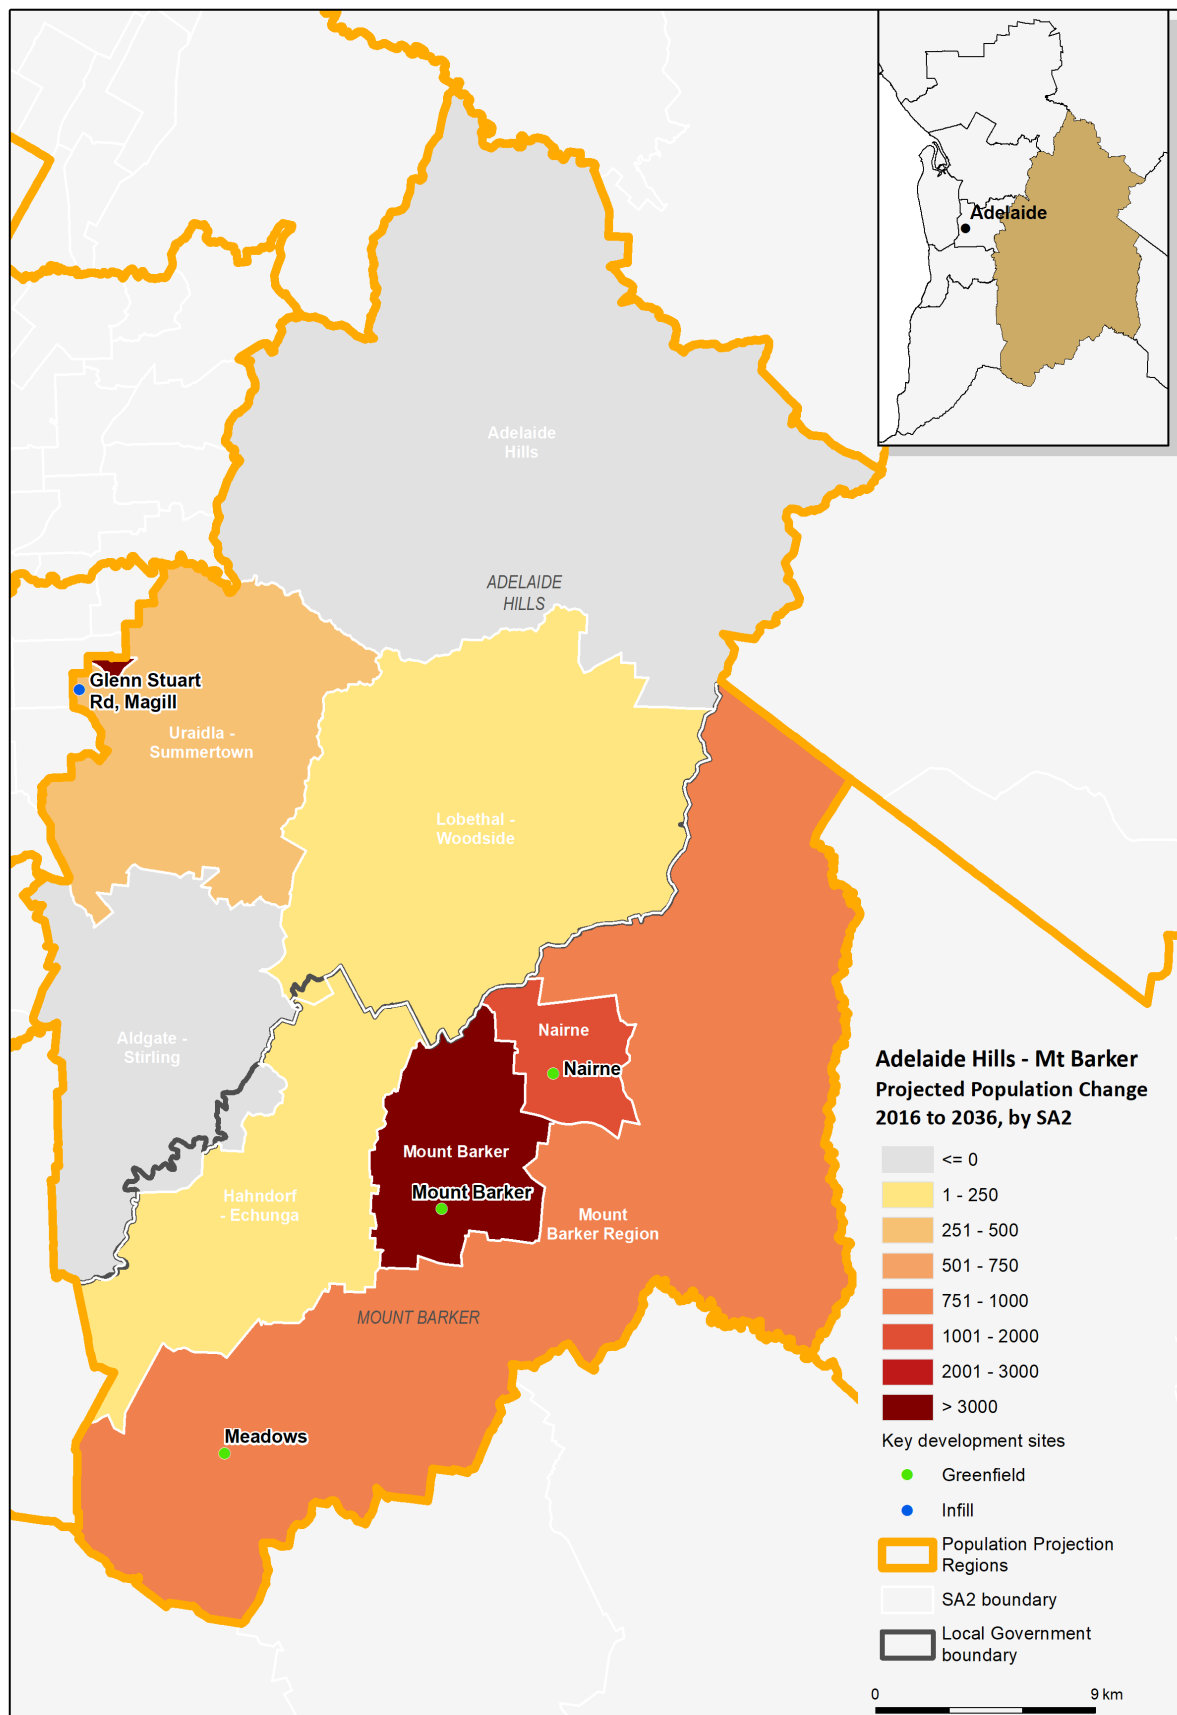 Adelaide
Adelaide
Hills
ADELAIDE
HILLS
Glenn Stuart
Rd, Magill
Uraidla -
Summertown
Lobethal -
Woodside
Aldgate -
Stirling
Nairne
Nairne
Mount Barker
Mount Barker
Hahndorf
- Echunga
Mount
Barker Region
MOUNT BARKER
Meadows
Adelaide Hills - Mt Barker
Projected Population Change
2016 to 2036, by SA2
<= 0
1 - 250
251 - 500
501 - 750
751 - 1000
1001 - 2000
2001 - 3000
> 3000
Key development sites
Greenfield
Infill
Population Projection
Regions
SA2 boundary
Local Government
boundary
0 9 km